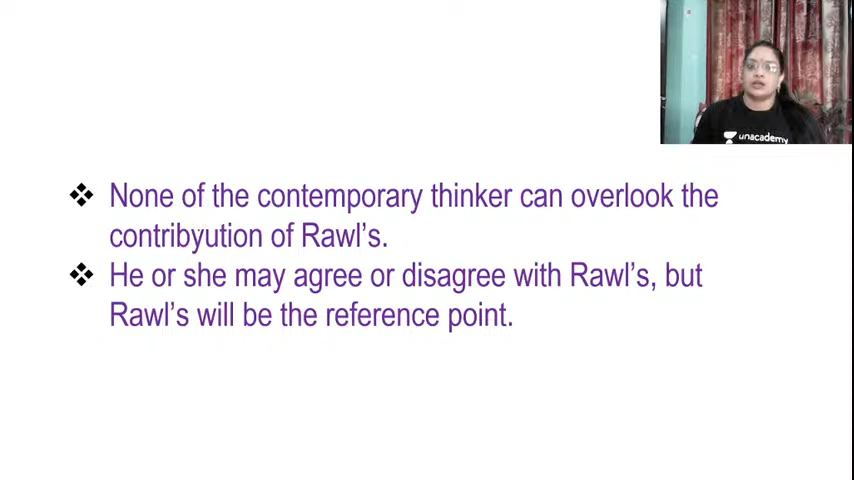 unacademy
❖ None of the contemporary thinker can overlook the
contribyution of Rawl's.
❖ He or she may agree or disagree with Rawl's, but
Rawl's will be the reference point.